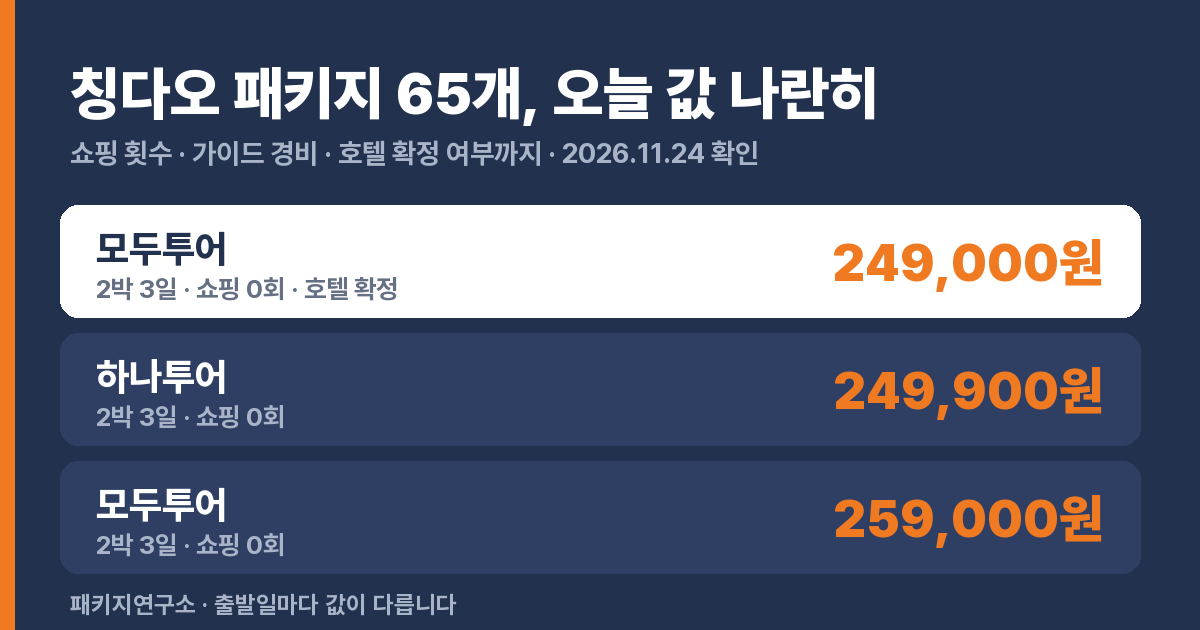 칭다오 패키지 65개, 오늘 값 나란히
쇼핑 횟수 · 가이드 경비 · 호텔 확정 여부까지 · 2026.11.24 확인
모두투어
249,000원
2박 3일 · 쇼핑 0회 · 호텔 확정
하나투어
249,900원
2박 3일 · 쇼핑 0회
모두투어
259,000원
2박 3일 · 쇼핑 0회
패키지연구소 · 출발일마다 값이 다릅니다